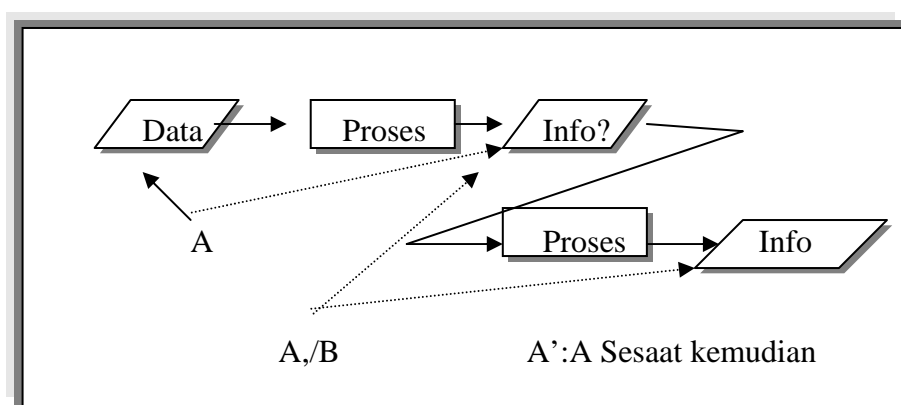 Data Proses Info?
A
Proses Info
A,/B A’:A Sesaat kemudian